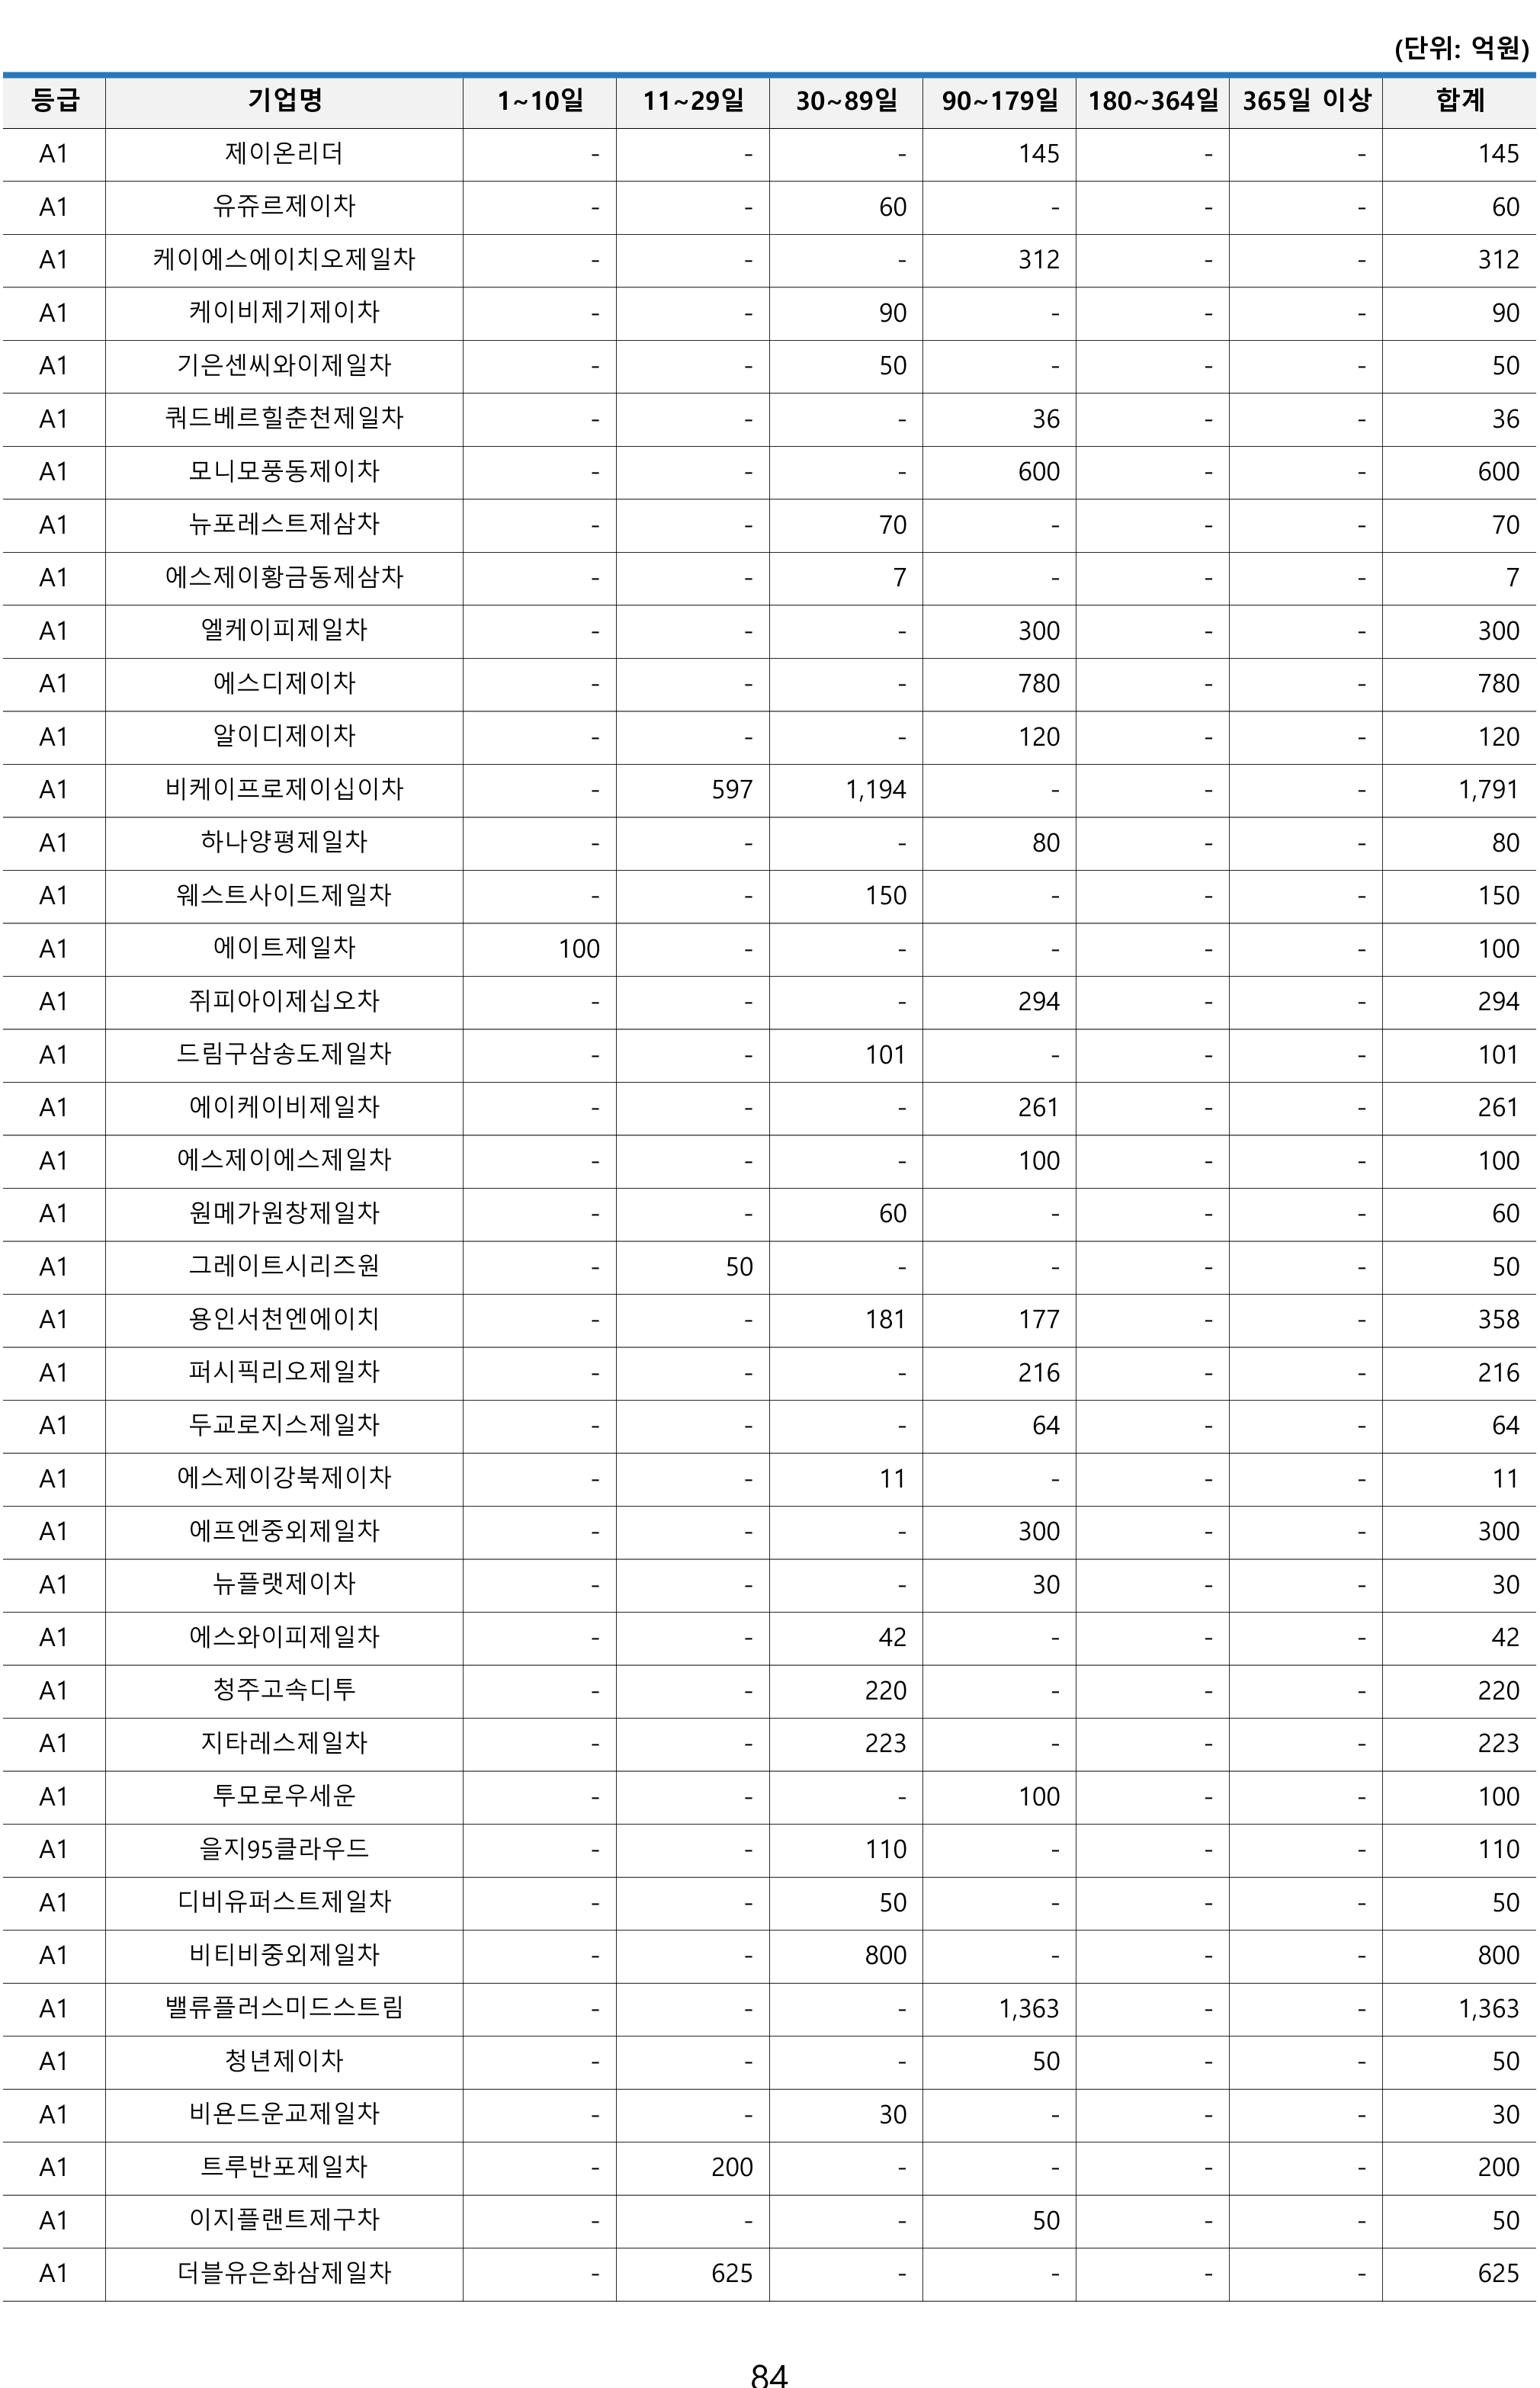 (단위: 억원)
등급 기업명 1~10일 11~29일 30~89일 90~179일 180~364일 365일 이상 합계
A1 제이온리더 - - - 145 - - 145
A1 유쥬르제이차 - - 60 - - - 60
A1 케이에스에이치오제일차 - - - 312 - - 312
A1 케이비제기제이차 - - 90 - - - 90
A1 기은센씨와이제일차 - - 50 - - - 50
A1 쿼드베르힐춘천제일차 - - - 36 - - 36
A1 모니모풍동제이차 - - - 600 - - 600
A1 뉴포레스트제삼차 - - 70 - - - 70
A1 에스제이황금동제삼차 - - 7 - - - 7
A1 엘케이피제일차 - - - 300 - - 300
A1 에스디제이차 - - - 780 - - 780
A1 알이디제이차 - - - 120 - - 120
A1 비케이프로제이십이차 - 597 1,194 - - - 1,791
A1 하나양평제일차 - - - 80 - - 80
A1 웨스트사이드제일차 - - 150 - - - 150
A1 에이트제일차 100 - - - - - 100
A1 쥐피아이제십오차 - - - 294 - - 294
A1 드림구삼송도제일차 - - 101 - - - 101
A1 에이케이비제일차 - - - 261 - - 261
A1 에스제이에스제일차 - - - 100 - - 100
A1 원메가원창제일차 - - 60 - - - 60
A1 그레이트시리즈원 - 50 - - - - 50
A1 용인서천엔에이치 - - 181 177 - - 358
A1 퍼시픽리오제일차 - - - 216 - - 216
A1 두교로지스제일차 - - - 64 - - 64
A1 에스제이강북제이차 - - 11 - - - 11
A1 에프엔중외제일차 - - - 300 - - 300
A1 뉴플랫제이차 - - - 30 - - 30
A1 에스와이피제일차 - - 42 - - - 42
A1 청주고속디투 - - 220 - - - 220
A1 지타레스제일차 - - 223 - - - 223
A1 투모로우세운 - - - 100 - - 100
A1 을지95클라우드 - - 110 - - - 110
A1 디비유퍼스트제일차 - - 50 - - - 50
A1 비티비중외제일차 - - 800 - - - 800
A1 밸류플러스미드스트림 - - - 1,363 - - 1,363
A1 청년제이차 - - - 50 - - 50
A1 비욘드운교제일차 - - 30 - - - 30
A1 트루반포제일차 - 200 - - - - 200
A1 이지플랜트제구차 - - - 50 - - 50
A1 더블유은화삼제일차 - 625 - - - - 625
84